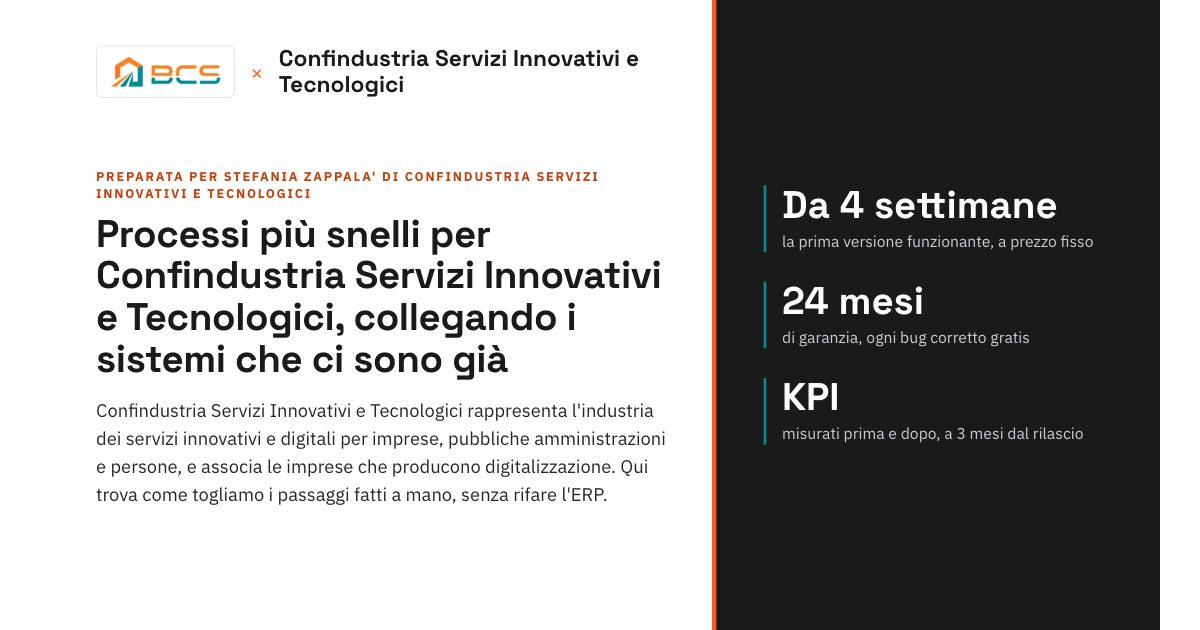 BCS
×
Confindustria Servizi Innovativi e
Tecnologici
PREPARATA PER STEFANIA ZAPPALA' DI CONFINDUSTRIA SERVIZI
INNOVATIVI E TECNOLOGICI
Processi più snelli per
Confindustria Servizi Innovativi
e Tecnologici, collegando i
sistemi che ci sono già
Confindustria Servizi Innovativi e Tecnologici rappresenta l'industria
dei servizi innovativi e digitali per imprese, pubbliche amministrazioni
e persone, e associa le imprese che producono digitalizzazione. Qui
trova come togliamo i passaggi fatti a mano, senza rifare l'ERP.
Da 4 settimane
la prima versione funzionante, a prezzo fisso
24 mesi
di garanzia, ogni bug corretto gratis
KPI
misurati prima e dopo, a 3 mesi dal rilascio